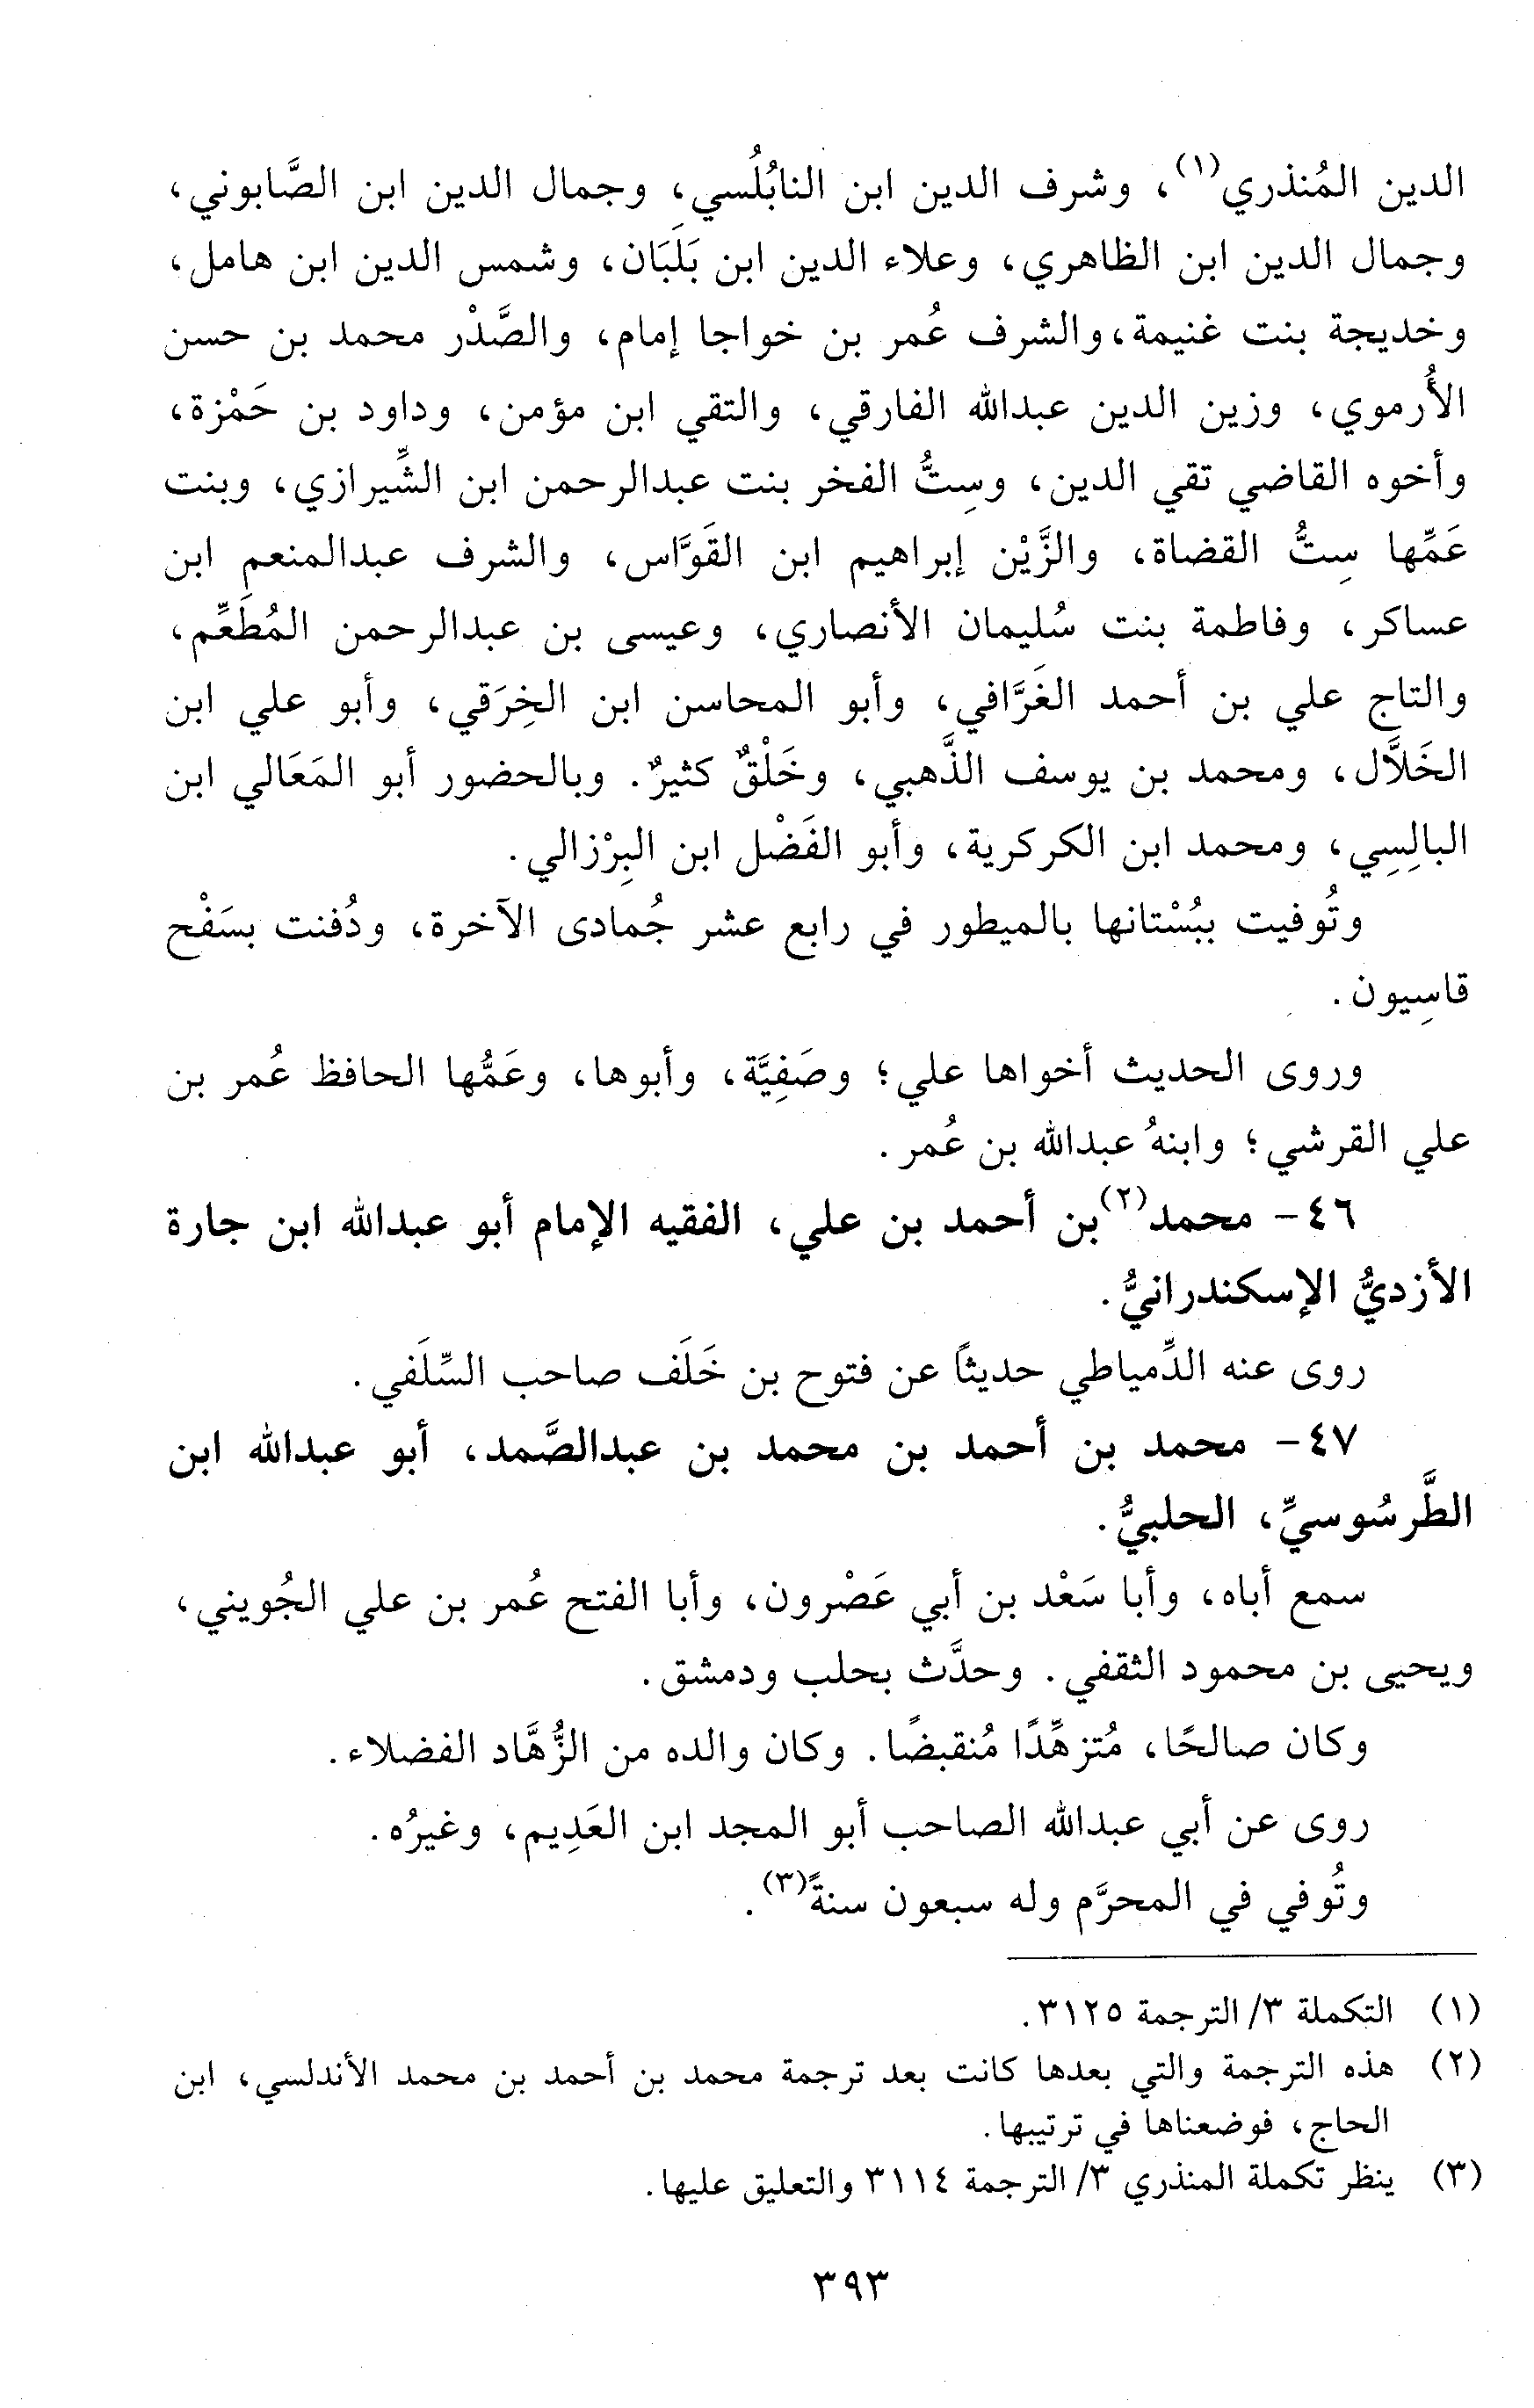 الدين المُنذري(١)، وشرف الدين ابن النابُلُسي، وجمال الدين ابن الصَّابوني،
وجمال الدين ابن الظاهري، وعلاء الدين ابن بَلَبَان، وشمس الدين ابن هامل،
وخديجة بنت غنيمة، والشرف عُمر بن خواجا إمام، والصَّدْر محمد بن حسن
الأُرموي، وزين الدين عبدالله الفارقي، والتقي ابن مؤمن، وداود بن حَمْزة،
وأخوه القاضي تقي الدين، وسِتُّ الفخر بنت عبدالرحمن ابن الشِّيرازي، وبنت
عَمِّها سِتُّ القضاة، والزَّيْن إبراهيم ابن القَوَّاس، والشرف عبدالمنعم ابن
عساكر، وفاطمة بنت سُليمان الأنصاري، وعيسى بن عبدالرحمن المُطَعِّم،
والتاج علي بن أحمد الغَرَّافي، وأبو المحاسن ابن الخِرَقي، وأبو علي ابن
الخَلاَّل، ومحمد بن يوسف الذَّهبي، وخَلْقٌ كثيرٌ. وبالحضور أبو المَعَالي ابن
البالِسِي، ومحمد ابن الكركرية، وأبو الفَضْل ابن البِرْزالي.
وتُوفيت ببُسْتانها بالميطور في رابع عشر جُمادى الآخرة، ودُفنت بسَفْح
قاسِيون.
وروى الحديث أخواها علي؛ وصَفِيَّة، وأبوها، وعَمُّها الحافظ عُمر بن
علي القرشي؛ وابنهُ عبدالله بن عُمر.
٤٦- محمد(٢) بن أحمد بن علي، الفقيه الإمام أبو عبدالله ابن جارة
الأزديُّ الإسكندرانيُّ.
روى عنه الدِّمياطي حديثاً عن فتوح بن خَلَف صاحب السِّلَفي.
٤٧- محمد بن أحمد بن محمد بن عبدالصَّمد، أبو عبدالله ابن
الطَّرسُوسيِّ، الحلبيُّ.
سمع أباه، وأبا سَعْد بن أبي عَصْرون، وأبا الفتح عُمر بن علي الجُويني،
ويحيى بن محمود الثقفي. وحدَّث بحلب ودمشق.
وكان صالحًا، مُتزهِّدًا مُنقبضًا. وكان والده من الزُّهَّاد الفضلاء.
روى عن أبي عبدالله الصاحب أبو المجد ابن العَدِيم، وغيرُه.
وتُوفي في المحرَّم وله سبعون سنةً(٣).
(١) التكملة ٣/ الترجمة ٣١٢٥.
(٢) هذه الترجمة والتي بعدها كانت بعد ترجمة محمد بن أحمد بن محمد الأندلسي، ابن
الحاج، فوضعناها في ترتيبها.
(٣) ينظر تكملة المنذري ٣/ الترجمة ٣١١٤ والتعليق عليها.
٣٩٣